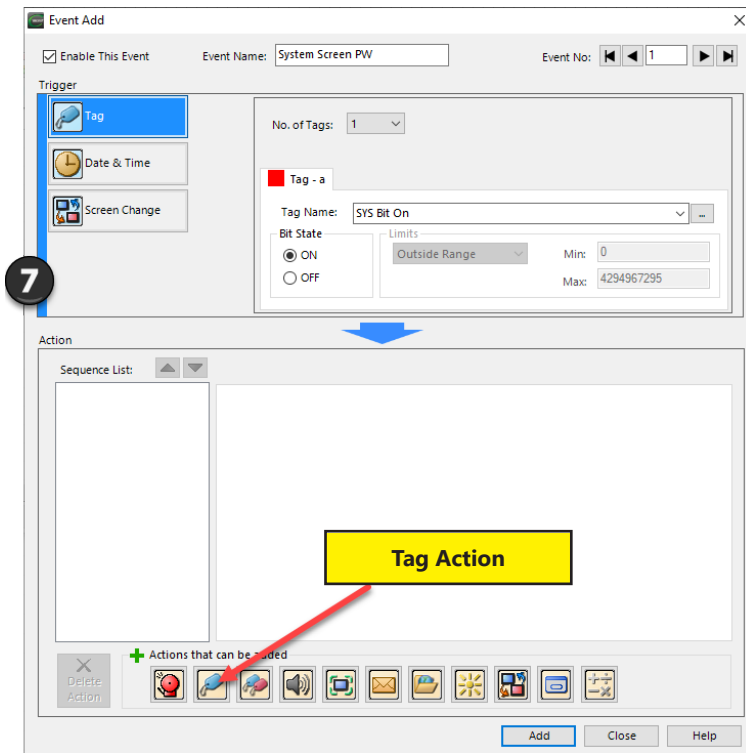 Event Add
Enable This Event Event Name: System Screen PW Event No: 1
Trigger
Tag
Date & Time
Screen Change
No. of Tags: 1
Tag - a
Tag Name: SYS Bit On ...
Bit State Limits
ON Outside Range Min: 0
OFF Max: 4294967295
7
Action
Sequence List:
Tag Action
Actions that can be added
Delete
Action
Add Close Help